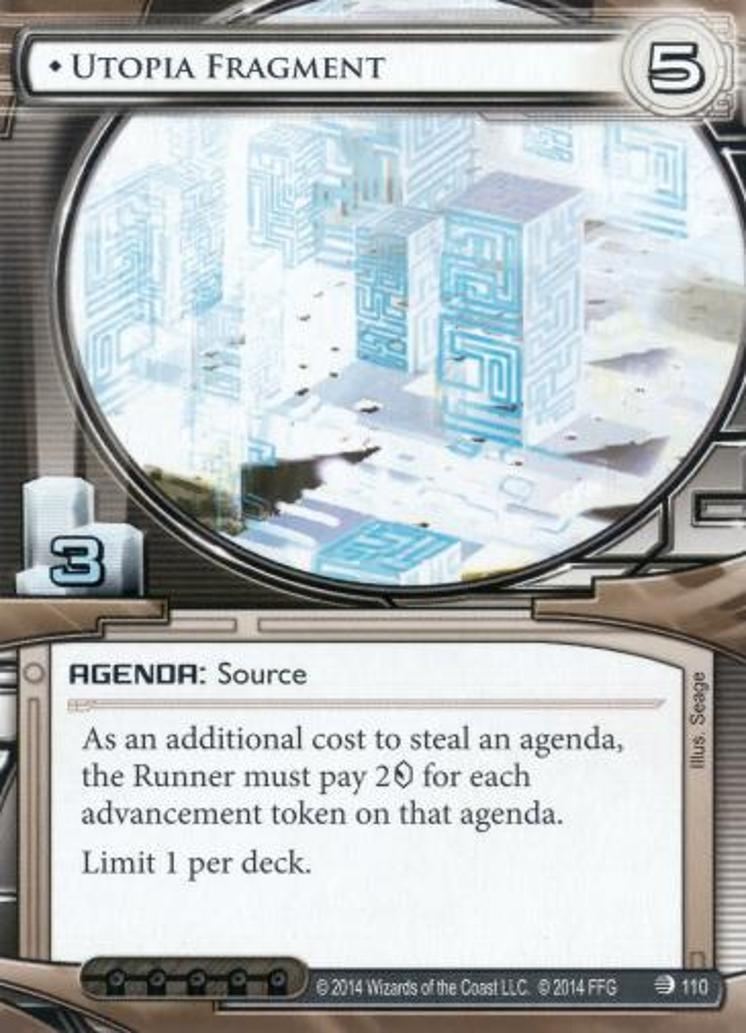 • Utopia Fragment
5
3
AGENDA: Source
As an additional cost to steal an agenda,
the Runner must pay 2 for each
advancement token on that agenda.
Limit 1 per deck.
Illus. Seage
© 2014 Wizards of the Coast LLC. © 2014 FFG
110